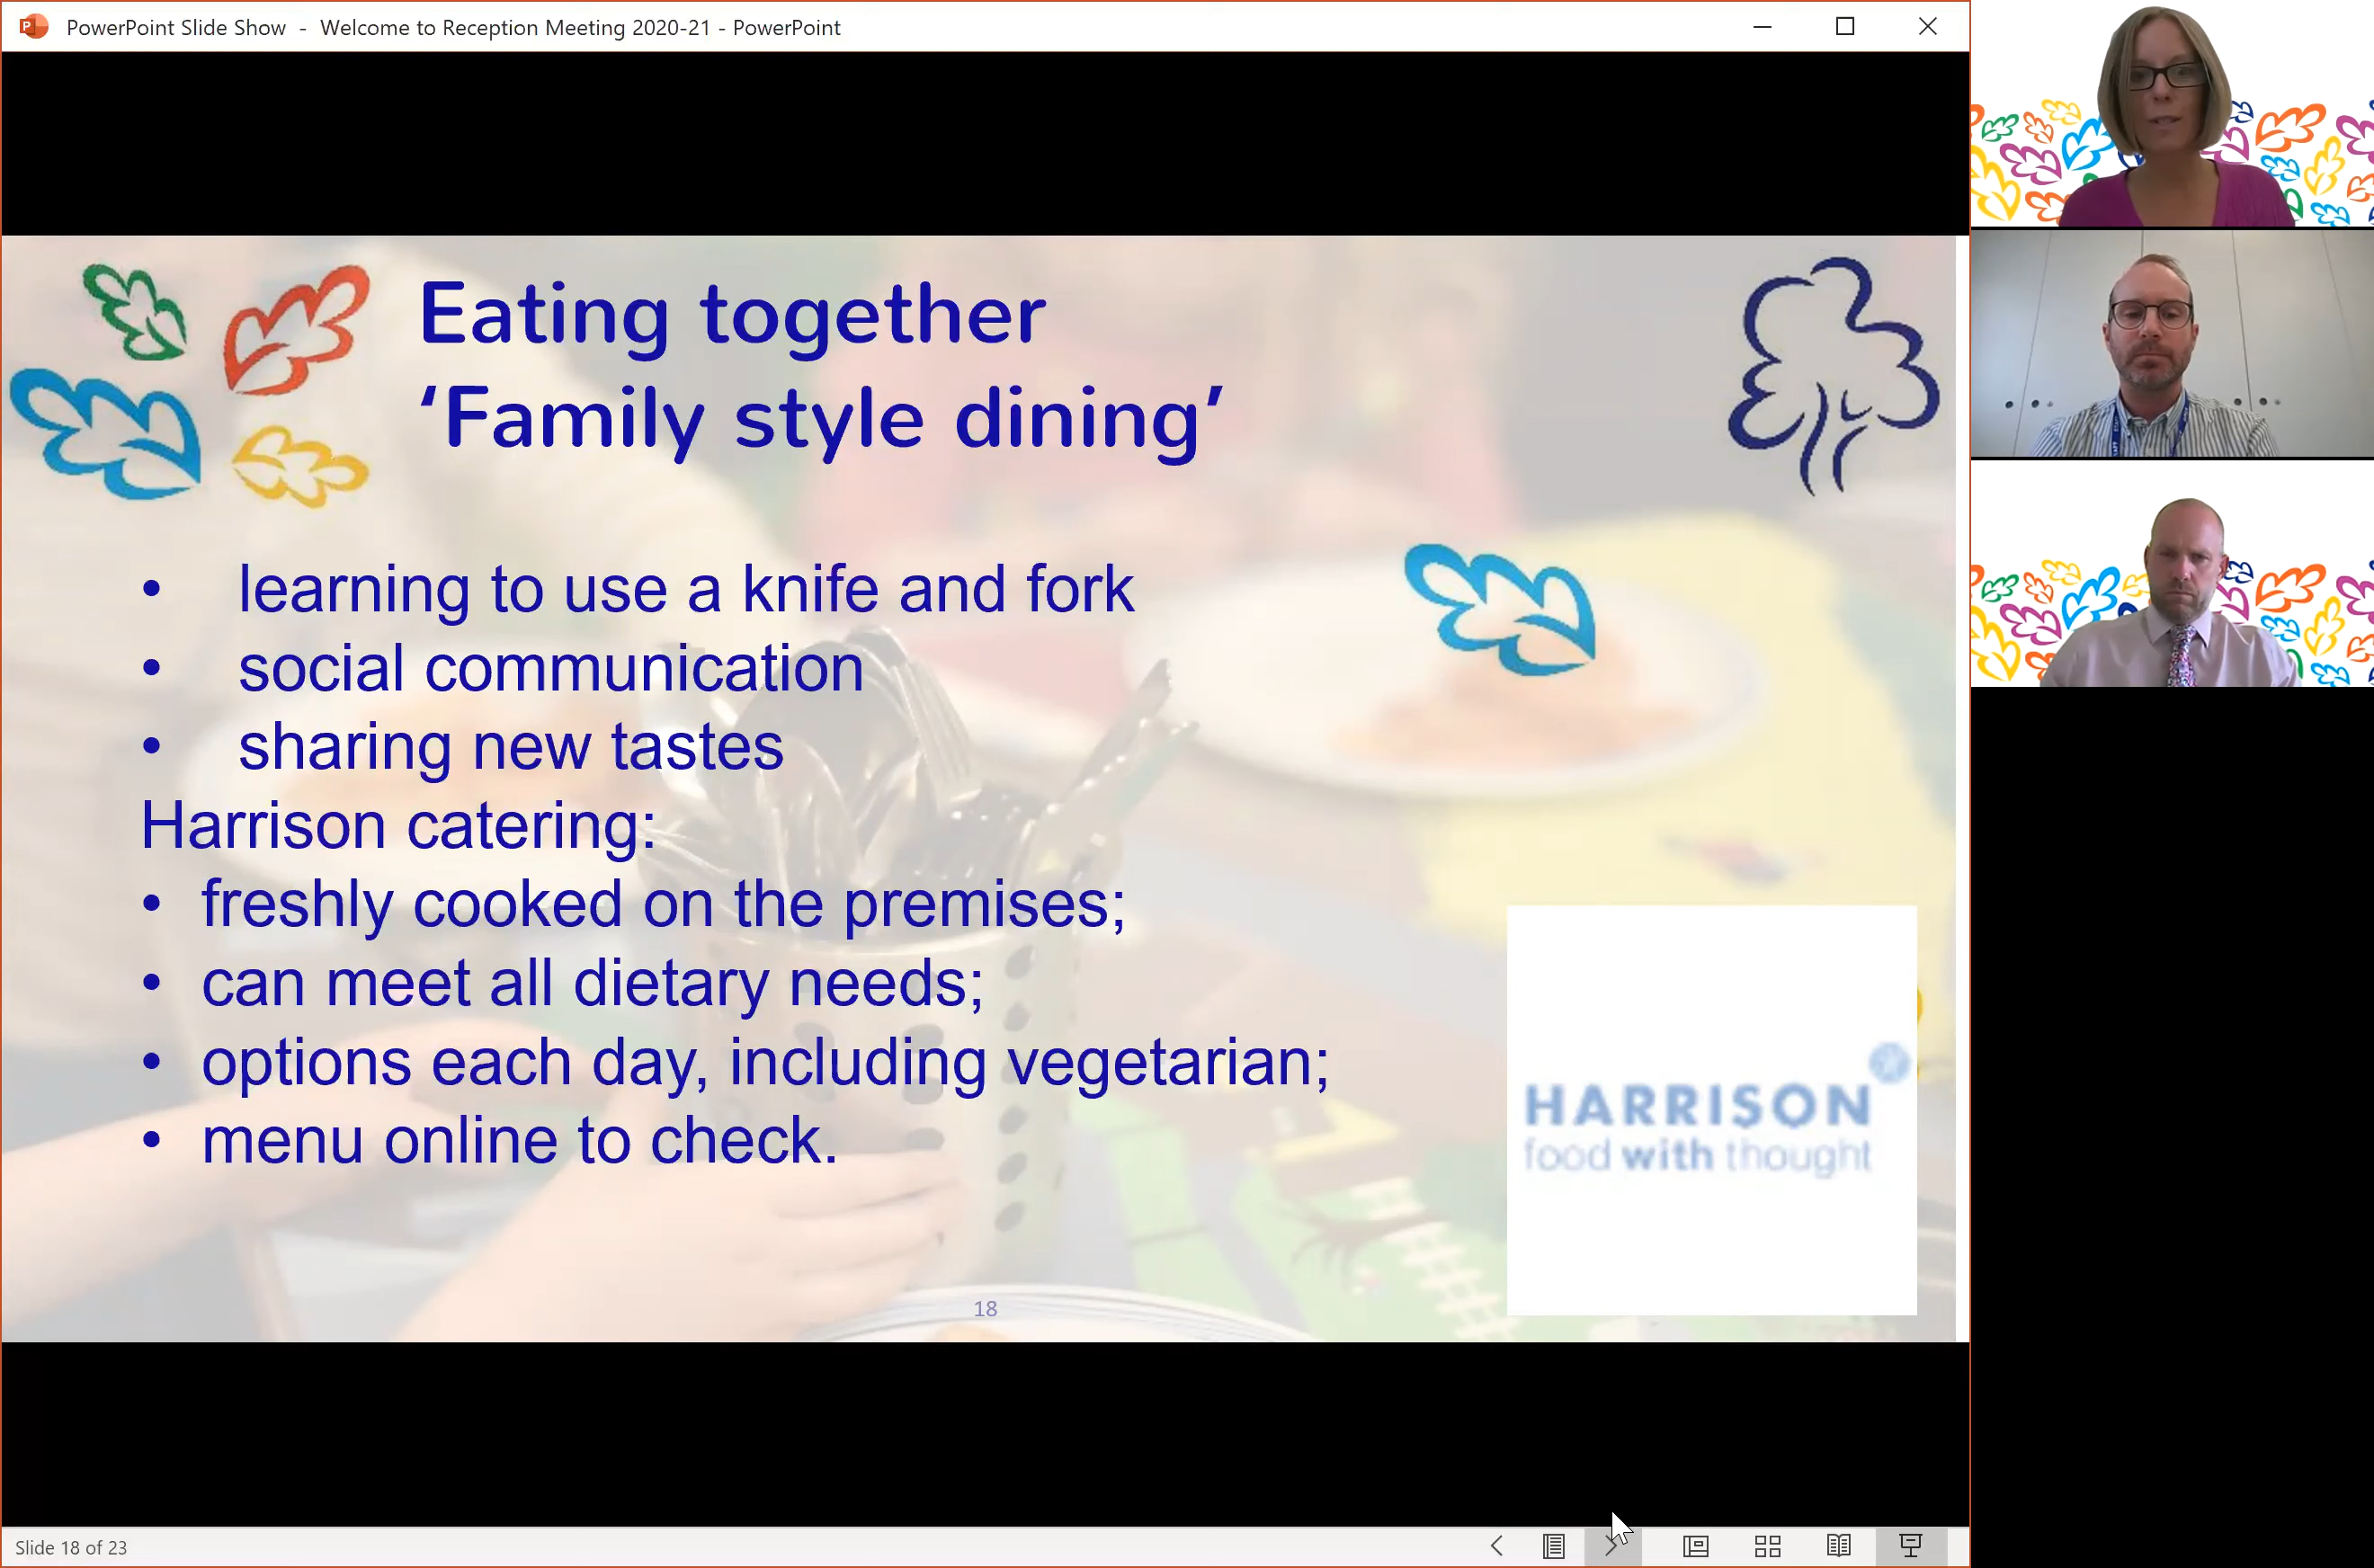 PowerPoint Slide Show - Welcome to Reception Meeting 2020-21 - PowerPoint
Eating together
‘Family style dining’
• learning to use a knife and fork
• social communication
• sharing new tastes
Harrison catering:
• freshly cooked on the premises;
• can meet all dietary needs;
• options each day, including vegetarian;
• menu online to check.
HARRISON
food with thought
18
Slide 18 of 23